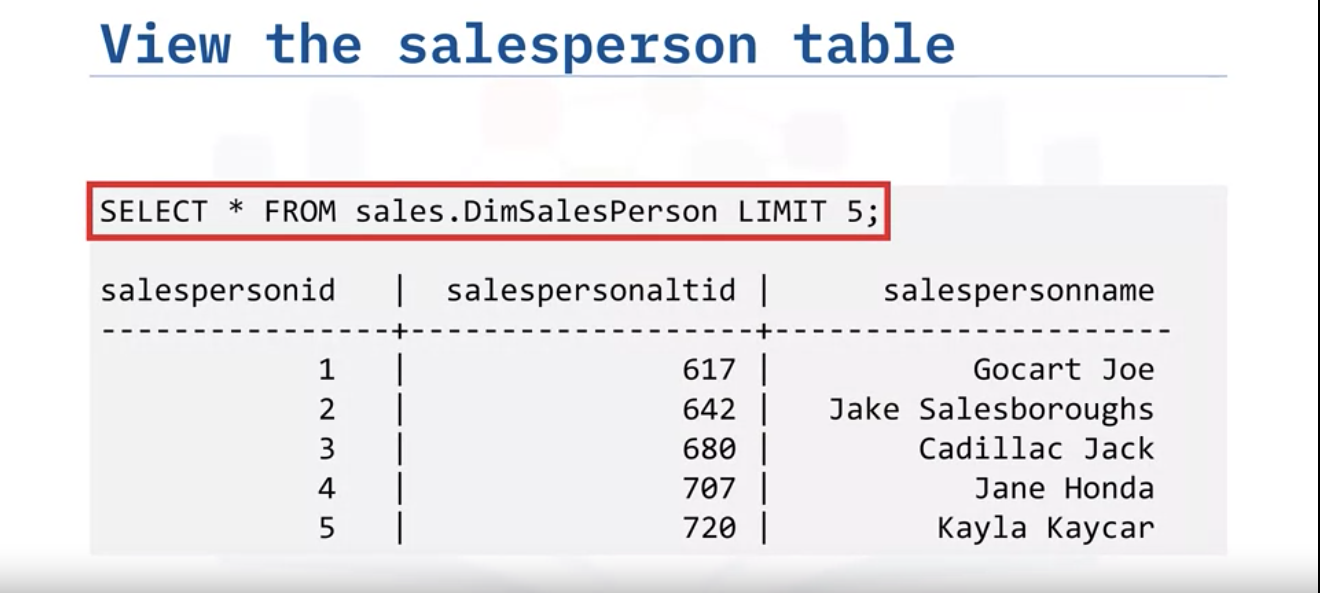 View the salesperson table
SELECT * FROM sales.DimSalesPerson LIMIT 5;
salespersonid | salespersonaltid | salespersonname
----------------+-------------------+----------------------
1 | 617 | Gocart Joe
2 | 642 | Jake Salesboroughs
3 | 680 | Cadillac Jack
4 | 707 | Jane Honda
5 | 720 | Kayla Kaycar